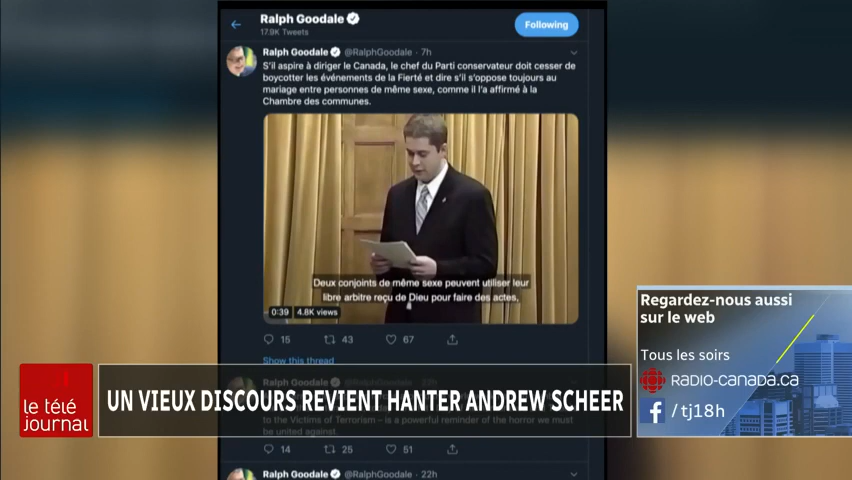 Ralph Goodale
17.9K Tweets
Following
Ralph Goodale @RalphGoodale · 7h
S'il aspire à diriger le Canada, le chef du Parti conservateur doit cesser de
boycotter les événements de la Fierté et dire s'il s'oppose toujours au
mariage entre personnes de même sexe, comme il l'a affirmé à la
Chambre des communes.
Deux conjoints de même sexe peuvent utiliser leur
libre arbitre reçu de Dieu pour faire des actes,
0:39 4.8K views
15 43 67
Show this thread
Regardez-nous aussi
sur le web
Tous les soirs
RADIO-CANADA.CA
f /tj18h
le télé
journal
UN VIEUX DISCOURS REVIENT HANTER ANDREW SCHEER
Ralph Goodale @RalphGoodale
to the Victims of Terrorism – is a powerful reminder of the horror we must
be united against.
14 25 51
Ralph Goodale @RalphGoodale · 22h